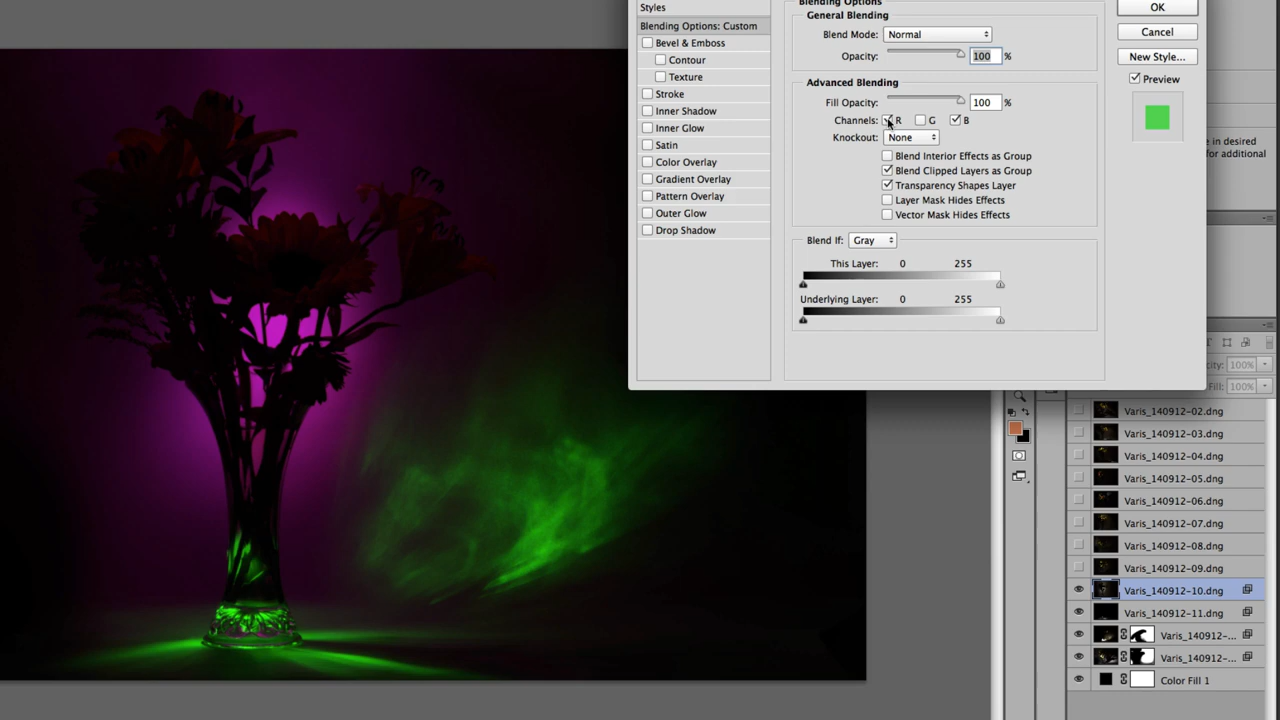 Blending Options
Styles
General Blending
OK
Blending Options: Custom
Blend Mode: Normal
Cancel
Bevel & Emboss
Opacity: 100 %
New Style...
Contour
Texture
Advanced Blending
Preview
Stroke
Fill Opacity: 100 %
Inner Shadow
Channels: R G B
Inner Glow
Knockout: None
Satin
Blend Interior Effects as Group
Color Overlay
Blend Clipped Layers as Group
Gradient Overlay
Transparency Shapes Layer
Pattern Overlay
Layer Mask Hides Effects
Outer Glow
Vector Mask Hides Effects
Drop Shadow
Blend If: Gray
This Layer: 0 255
Underlying Layer: 0 255
e in desired
for additional
100%
Fill: 100%
Varis_140912-02.dng
Varis_140912-03.dng
Varis_140912-04.dng
Varis_140912-05.dng
Varis_140912-06.dng
Varis_140912-07.dng
Varis_140912-08.dng
Varis_140912-09.dng
Varis_140912-10.dng
Varis_140912-11.dng
Varis_140912-...
Varis_140912-...
Color Fill 1